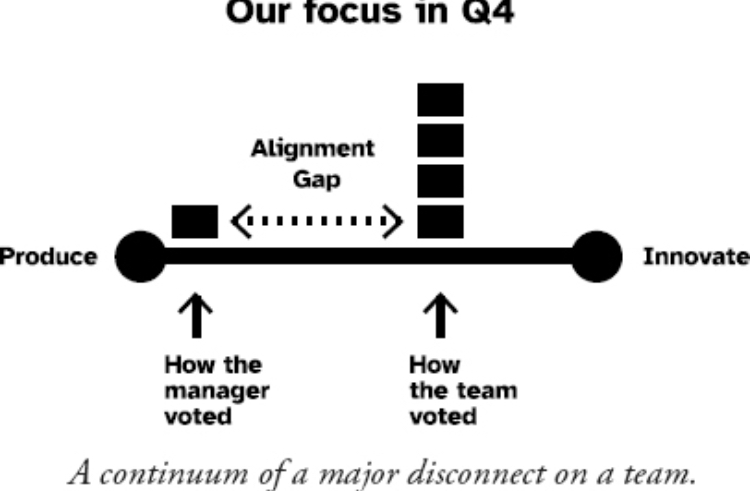 Our focus in Q4
Alignment
Gap
Produce
Innovate
How the
manager
voted
How
the team
voted
A continuum of a major disconnect on a team.